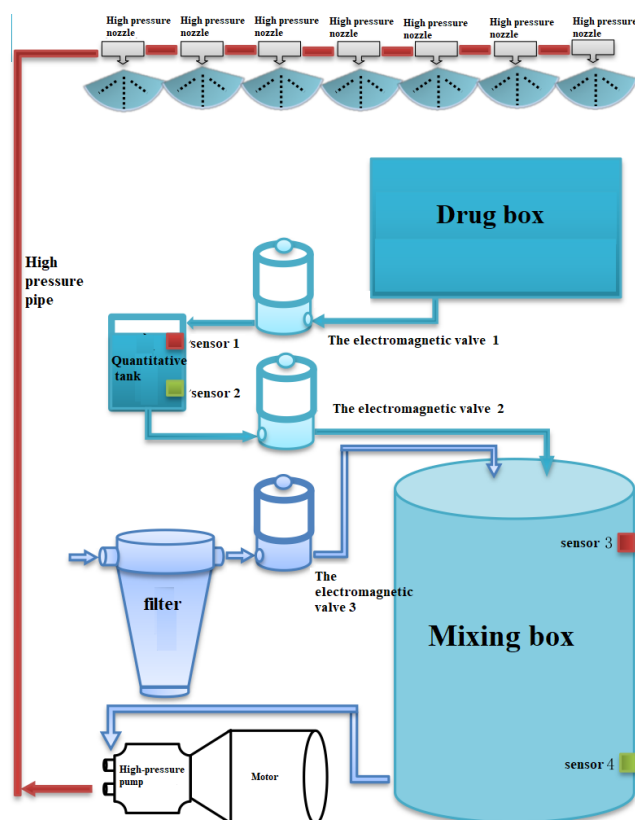 High pressure
nozzle
High pressure
nozzle
High pressure
nozzle
High pressure
nozzle
High pressure
nozzle
High pressure
nozzle
High pressure
nozzle
Drug box
High
pressure
pipe
The electromagnetic valve 1
sensor 1
Quantitative
tank
sensor 2
The electromagnetic valve 2
sensor 3
The
electromagnetic
valve 3
filter
Mixing box
sensor 4
High-pressure
pump
Motor